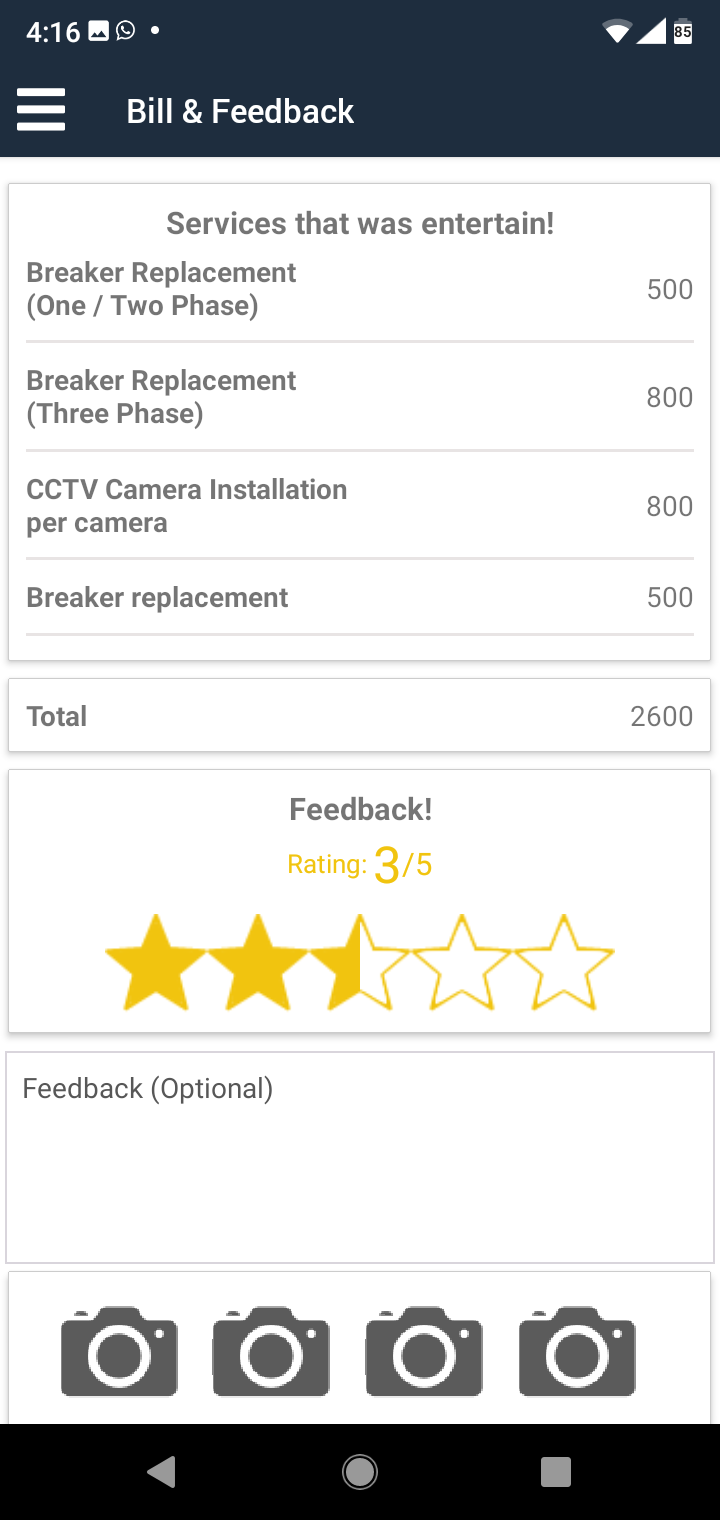 4:16
85
Bill & Feedback
Services that was entertain!
Breaker Replacement
(One / Two Phase)
500
Breaker Replacement
(Three Phase)
800
CCTV Camera Installation
per camera
800
Breaker replacement
500
Total
2600
Feedback!
Rating: 3/5
Feedback (Optional)